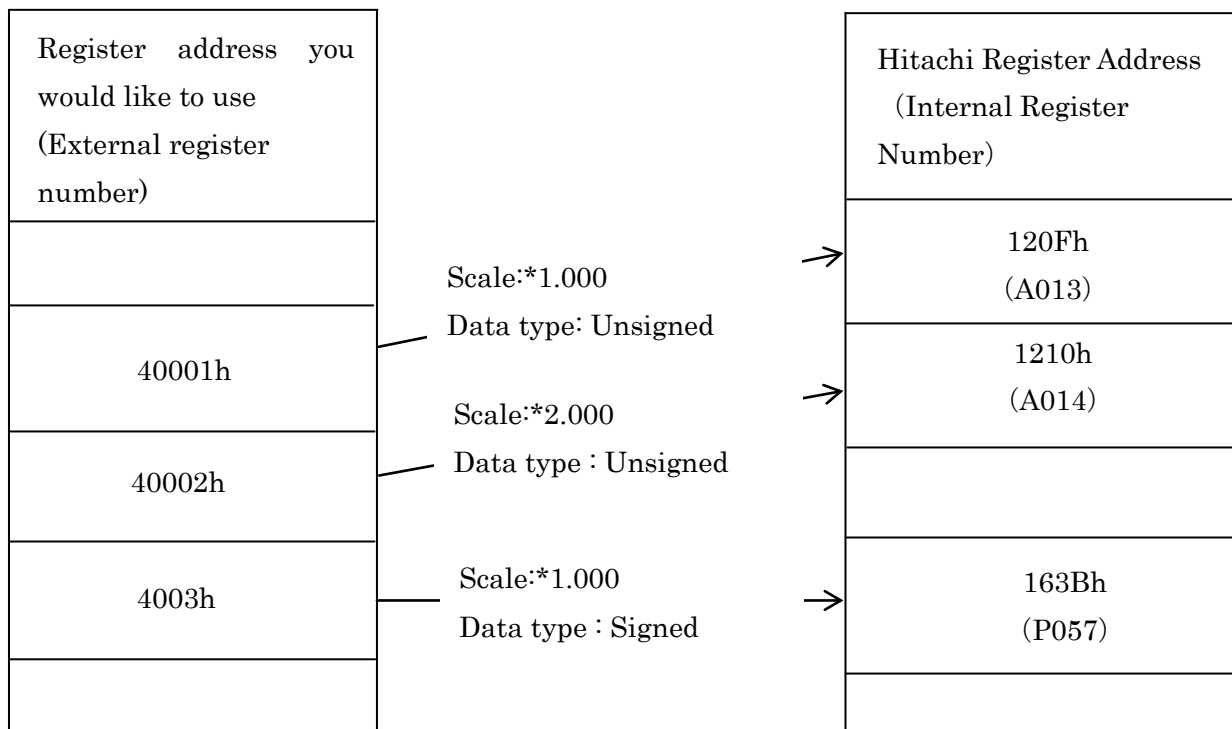 Register address you
would like to use
(External register
number)
Hitachi Register Address
（Internal Register
Number）
120Fh
(A013)
Scale:*1.000
Data type: Unsigned
40001h
1210h
(A014)
Scale:*2.000
Data type : Unsigned
40002h
4003h
Scale:*1.000
Data type : Signed
163Bh
(P057)